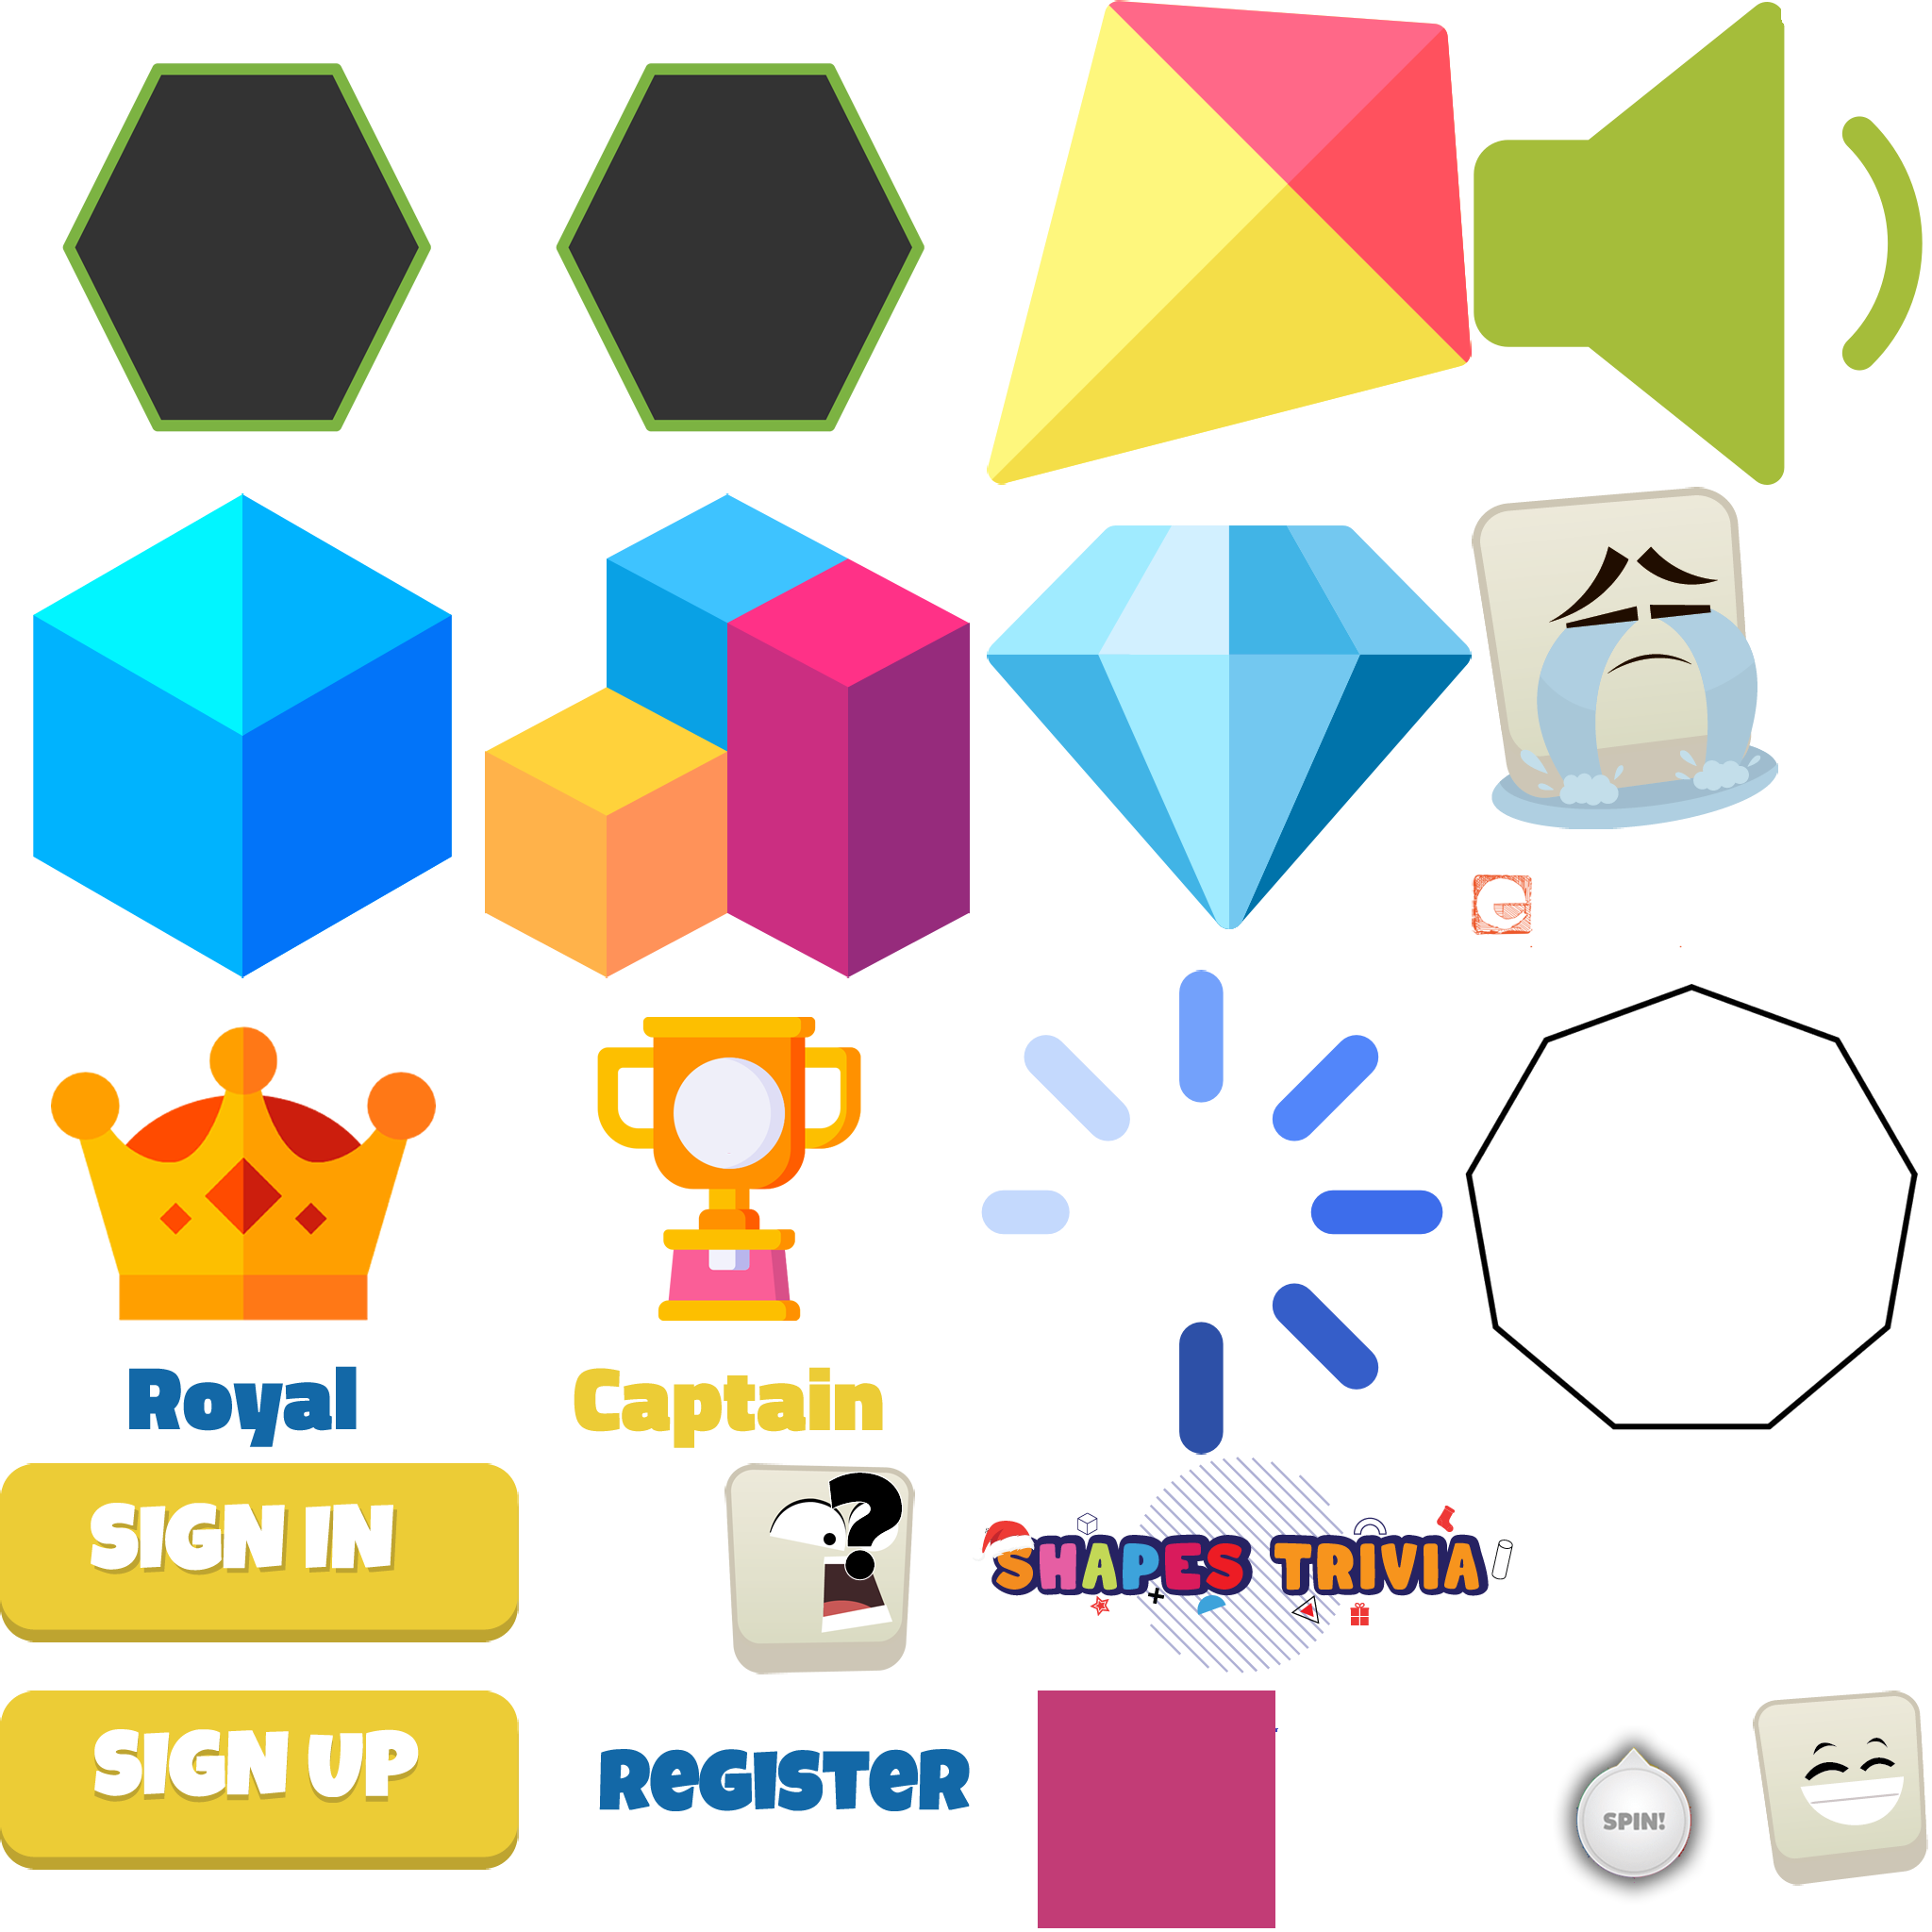 Royal
Captain
SIGN IN
?
SHAPES TRIVIA
SIGN UP
REGISTER
SPIN!